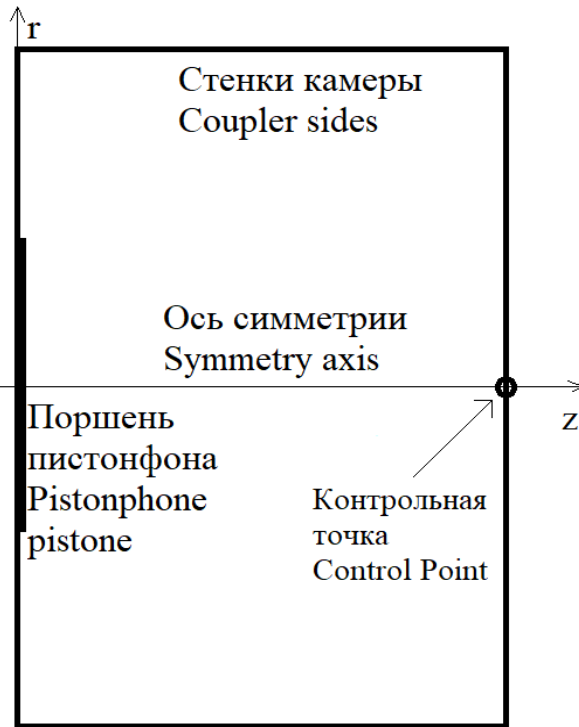 r
Стенки камеры
Coupler sides
Ось симметрии
Symmetry axis
z
Поршень
пистонфона
Pistonphone
pistone
Контрольная
точка
Control Point